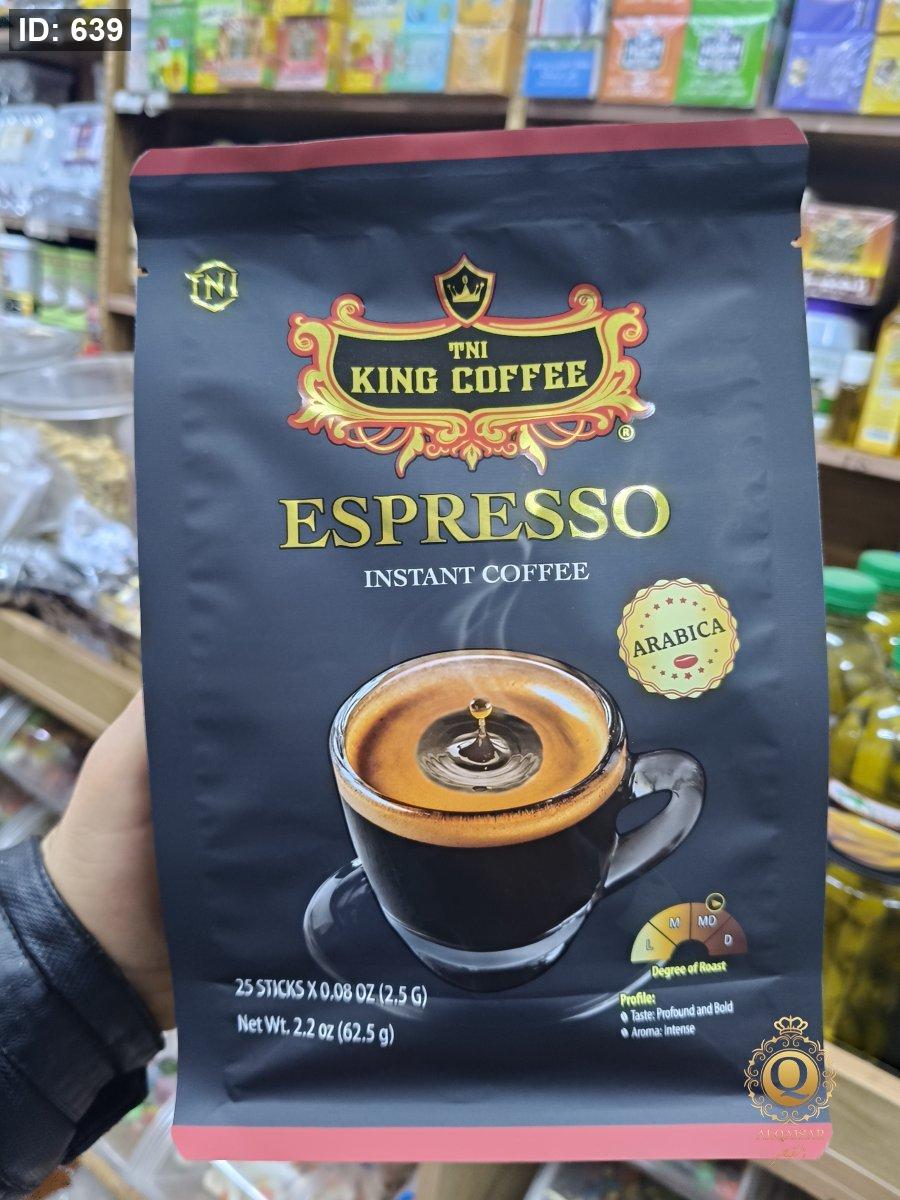 ID: 639
TNI
TNI
KING COFFEE
®
ESPRESSO
INSTANT COFFEE
ARABICA
L M MD D
Degree of Roast
25 STICKS X 0.08 OZ (2.5 G)
Net Wt. 2.2 oz (62.5 g)
Profile:
Taste: Profound and Bold
Aroma: Intense
Q
ALQAISAR